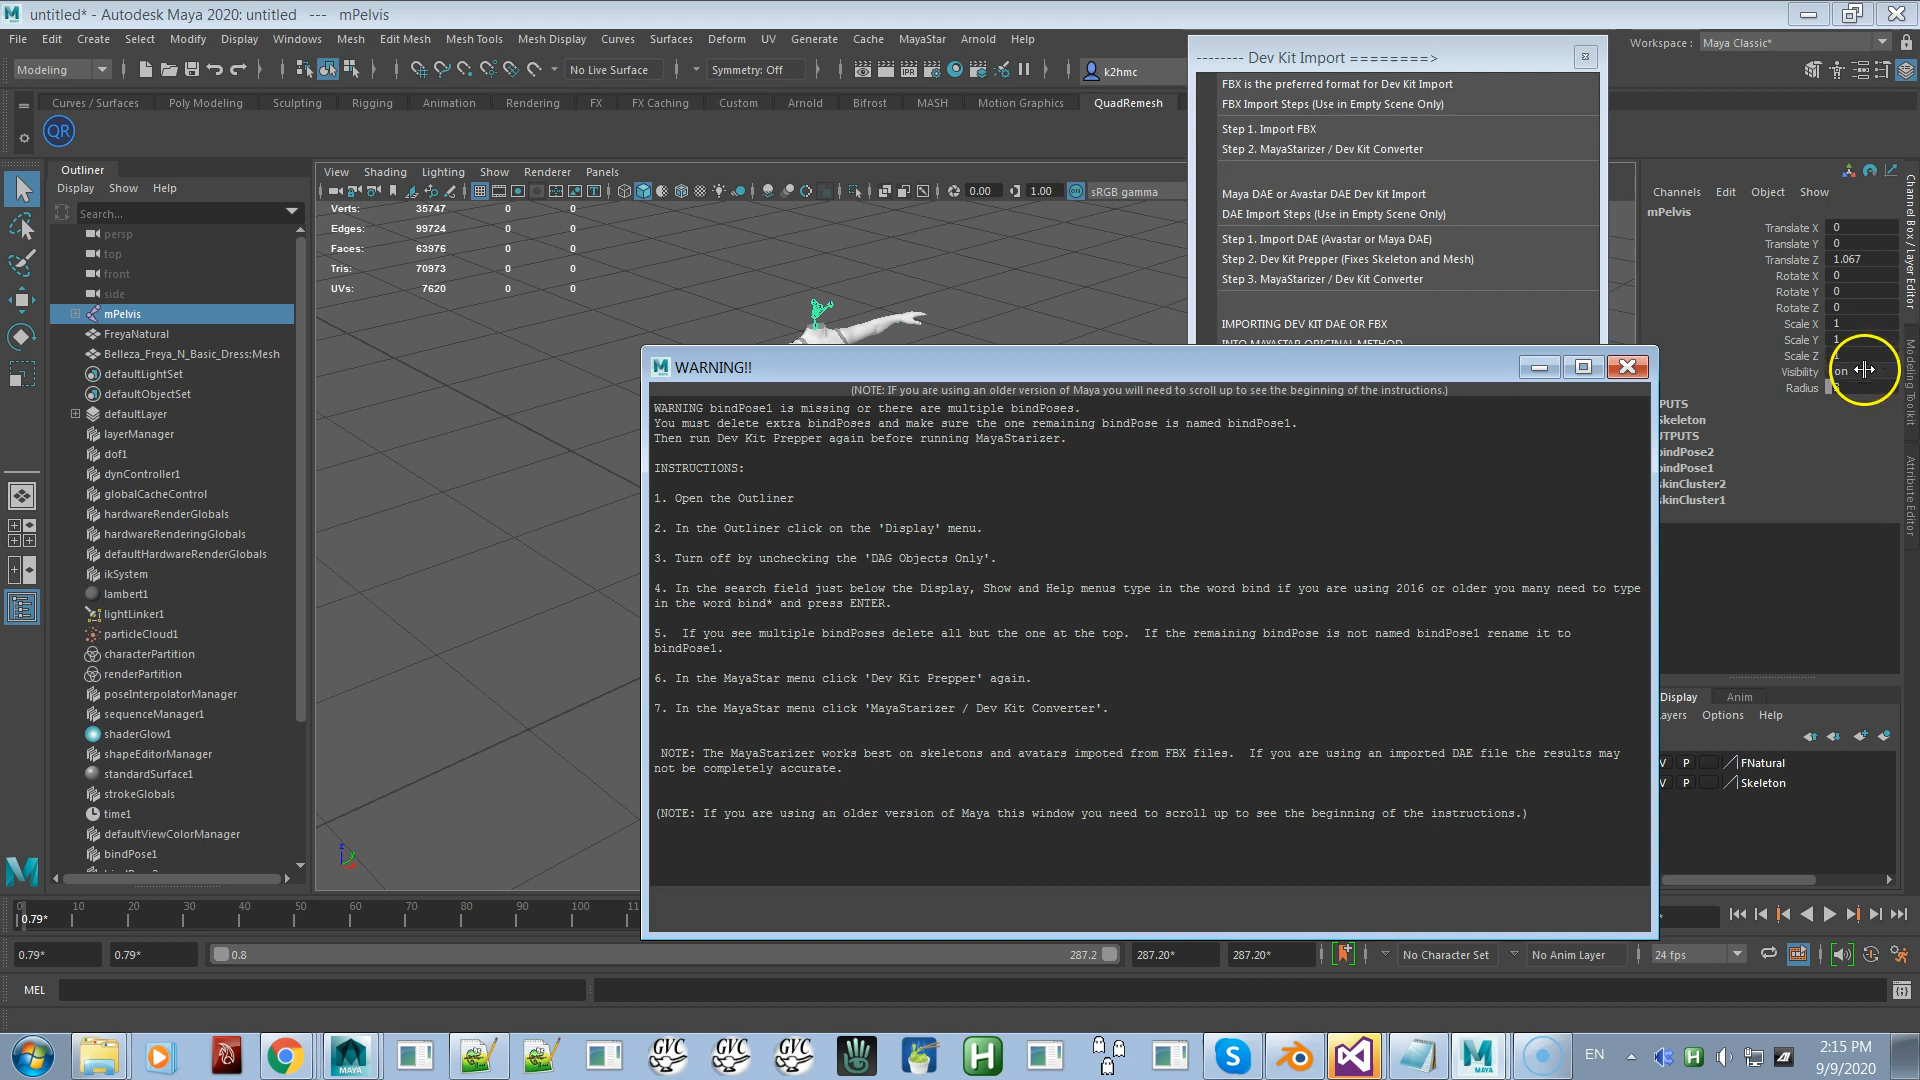 untitled* - Autodesk Maya 2020: untitled   ---   mPelvis
File Edit Create Select Modify Display Windows Mesh Edit Mesh Mesh Tools Mesh Display Curves Surfaces Deform UV Generate Cache MayaStar Arnold Help
Workspace : Maya Classic*
Modeling
No Live Surface
Symmetry: Off
k2hmc
Curves / Surfaces Poly Modeling Sculpting Rigging Animation Rendering FX FX Caching Custom Arnold Bifrost MASH Motion Graphics QuadRemesh
QR
-------- Dev Kit Import ========>
FBX is the preferred format for Dev Kit Import
FBX Import Steps (Use in Empty Scene Only)
Step 1. Import FBX
Step 2. MayaStarizer / Dev Kit Converter
Maya DAE or Avastar DAE Dev Kit Import
DAE Import Steps (Use in Empty Scene Only)
Step 1. Import DAE (Avastar or Maya DAE)
Step 2. Dev Kit Prepper (Fixes Skeleton and Mesh)
Step 3. MayaStarizer / Dev Kit Converter
IMPORTING DEV KIT DAE OR FBX
INTO MAYASTAR ORIGINAL METHOD
Outliner
Display Show Help
Search...
persp
top
front
side
mPelvis
FreyaNatural
Belleza_Freya_N_Basic_Dress:Mesh
defaultLightSet
defaultObjectSet
defaultLayer
layerManager
dof1
dynController1
globalCacheControl
hardwareRenderGlobals
hardwareRenderingGlobals
defaultHardwareRenderGlobals
ikSystem
lambert1
lightLinker1
particleCloud1
characterPartition
renderPartition
poseInterpolatorManager
sequenceManager1
shaderGlow1
shapeEditorManager
standardSurface1
strokeGlobals
time1
defaultViewColorManager
bindPose1
View Shading Lighting Show Renderer Panels
0.00
1.00
sRGB gamma
Verts: 35747 0 0
Edges: 99724 0 0
Faces: 63976 0 0
Tris: 70973 0 0
UVs: 7620 0 0
WARNING!!
(NOTE: IF you are using an older version of Maya you will need to scroll up to see the beginning of the instructions.)
WARNING bindPose1 is missing or there are multiple bindPoses.
You must delete extra bindPoses and make sure the one remaining bindPose is named bindPose1.
Then run Dev Kit Prepper again before running MayaStarizer.
INSTRUCTIONS:
1. Open the Outliner
2. In the Outliner click on the 'Display' menu.
3. Turn off by unchecking the 'DAG Objects Only'.
4. In the search field just below the Display, Show and Help menus type in the word bind if you are using 2016 or older you many need to type
in the word bind* and press ENTER.
5.  If you see multiple bindPoses delete all but the one at the top.  If the remaining bindPose is not named bindPose1 rename it to
bindPose1.
6. In the MayaStar menu click 'Dev Kit Prepper' again.
7. In the MayaStar menu click 'MayaStarizer / Dev Kit Converter'.
NOTE: The MayaStarizer works best on skeletons and avatars impoted from FBX files.  If you are using an imported DAE file the results may
not be completely accurate.
(NOTE: If you are using an older version of Maya this window you need to scroll up to see the beginning of the instructions.)
Channels Edit Object Show
mPelvis
Translate X 0
Translate Y 0
Translate Z 1.067
Rotate X 0
Rotate Y 0
Rotate Z 0
Scale X 1
Scale Y 1
Scale Z 1
Visibility on
Radius
PUTS
Skeleton
UTPUTS
bindPose2
bindPose1
skinCluster2
skinCluster1
Channel Box / Layer Editor
Modeling Toolkit
Attribute Editor
Display Anim
ayers Options Help
V P FNatural
V P Skeleton
z
y
0 10 20 30 40 50 60 70 80 90 100 11
0.79*
0.79*
0.79*
0.8
287.2
287.20*
287.20*
No Character Set
No Anim Layer
24 fps
MEL
MAYA
GVC
GVC
GVC
H
S
M
EN
2:15 PM
9/9/2020